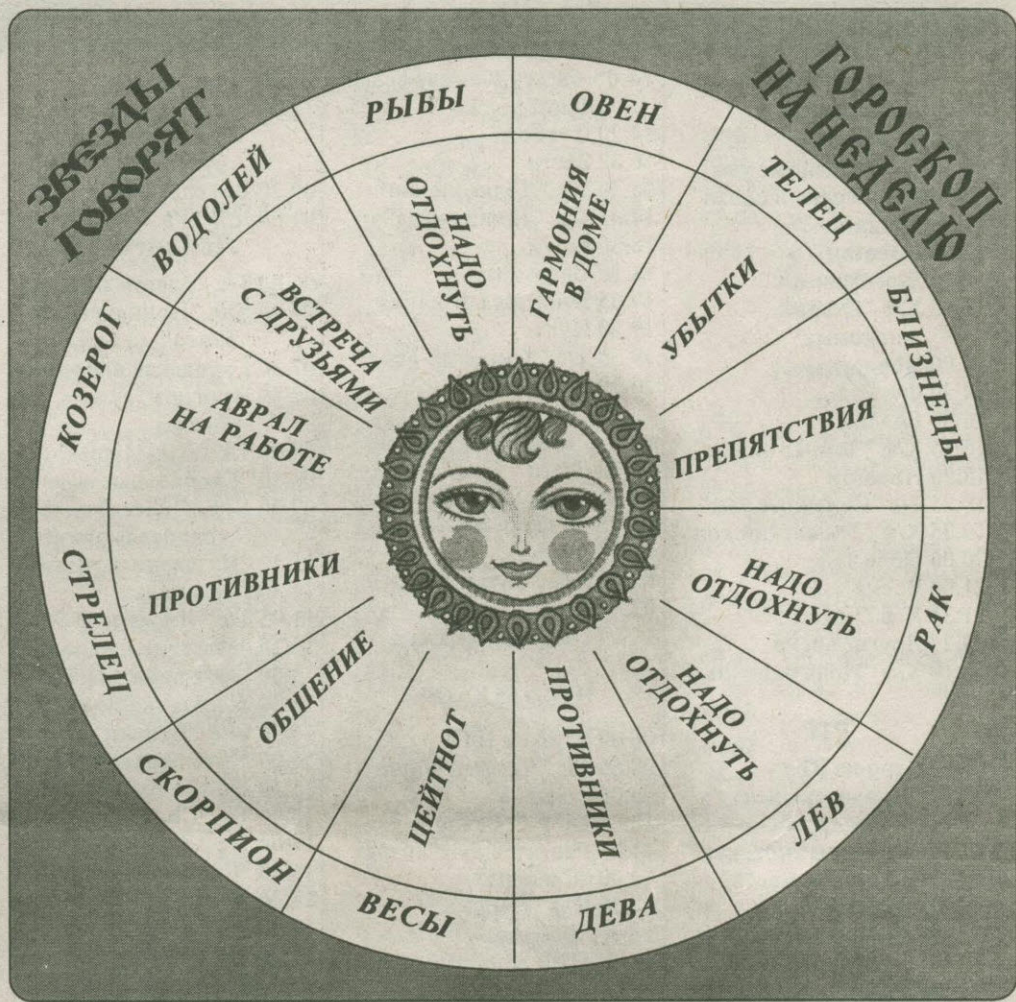 ЗВЕЗДЫ
ГОВОРЯТ
ГОРОСКОП
НА НЕДЕЛЮ
ОВЕН
ГАРМОНИЯ
В ДОМЕ
ТЕЛЕЦ
УБЫТКИ
БЛИЗНЕЦЫ
ПРЕПЯТСТВИЯ
РАК
НАДО
ОТДОХНУТЬ
ЛЕВ
НАДО
ОТДОХНУТЬ
ДЕВА
ПРОТИВНИКИ
ВЕСЫ
ЦЕЙТНОТ
СКОРПИОН
ОБЩЕНИЕ
СТРЕЛЕЦ
ПРОТИВНИКИ
КОЗЕРОГ
АВРАЛ
НА РАБОТЕ
ВОДОЛЕЙ
ВСТРЕЧА
С ДРУЗЬЯМИ
РЫБЫ
НАДО
ОТДОХНУТЬ